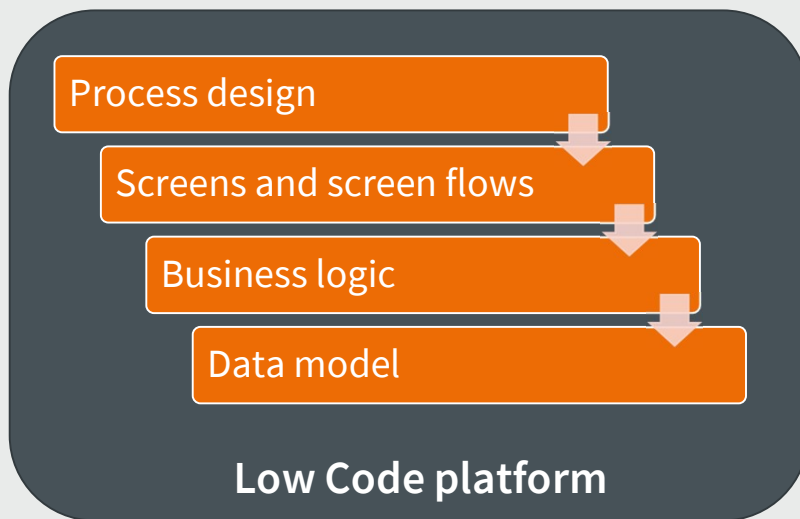 Process design
Screens and screen flows
Business logic
Data model
Low Code platform